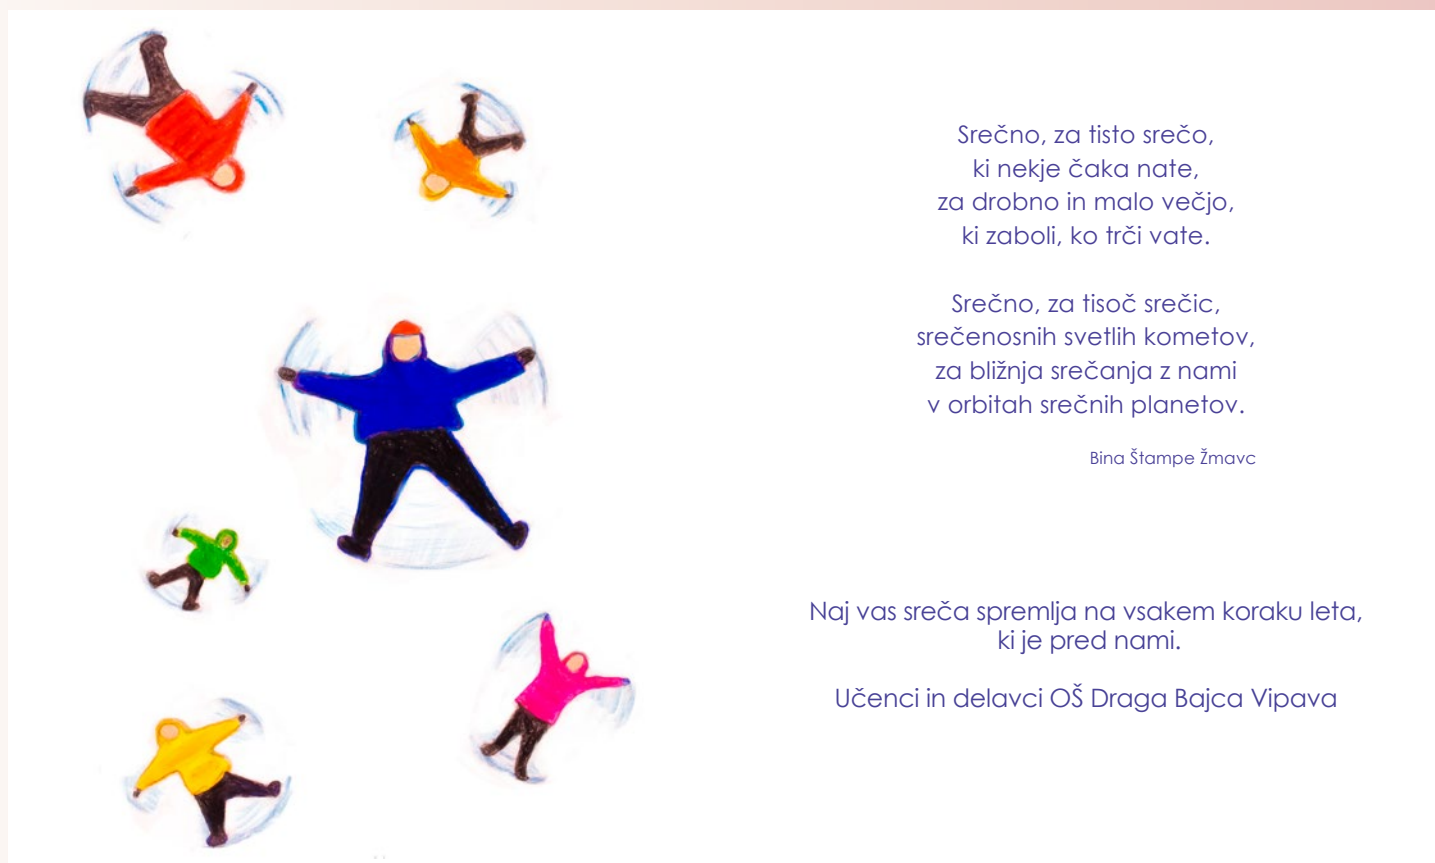 Srečno, za tisto srečo,
ki nekje čaka nate,
za drobno in malo večjo,
ki zaboli, ko trči vate.
Srečno, za tisoč srečic,
srečenosnih svetlih kometov,
za bližnja srečanja z nami
v orbitah srečnih planetov.
Bina Štampe Žmavc
Naj vas sreča spremlja na vsakem koraku leta,
ki je pred nami.
Učenci in delavci OŠ Draga Bajca Vipava